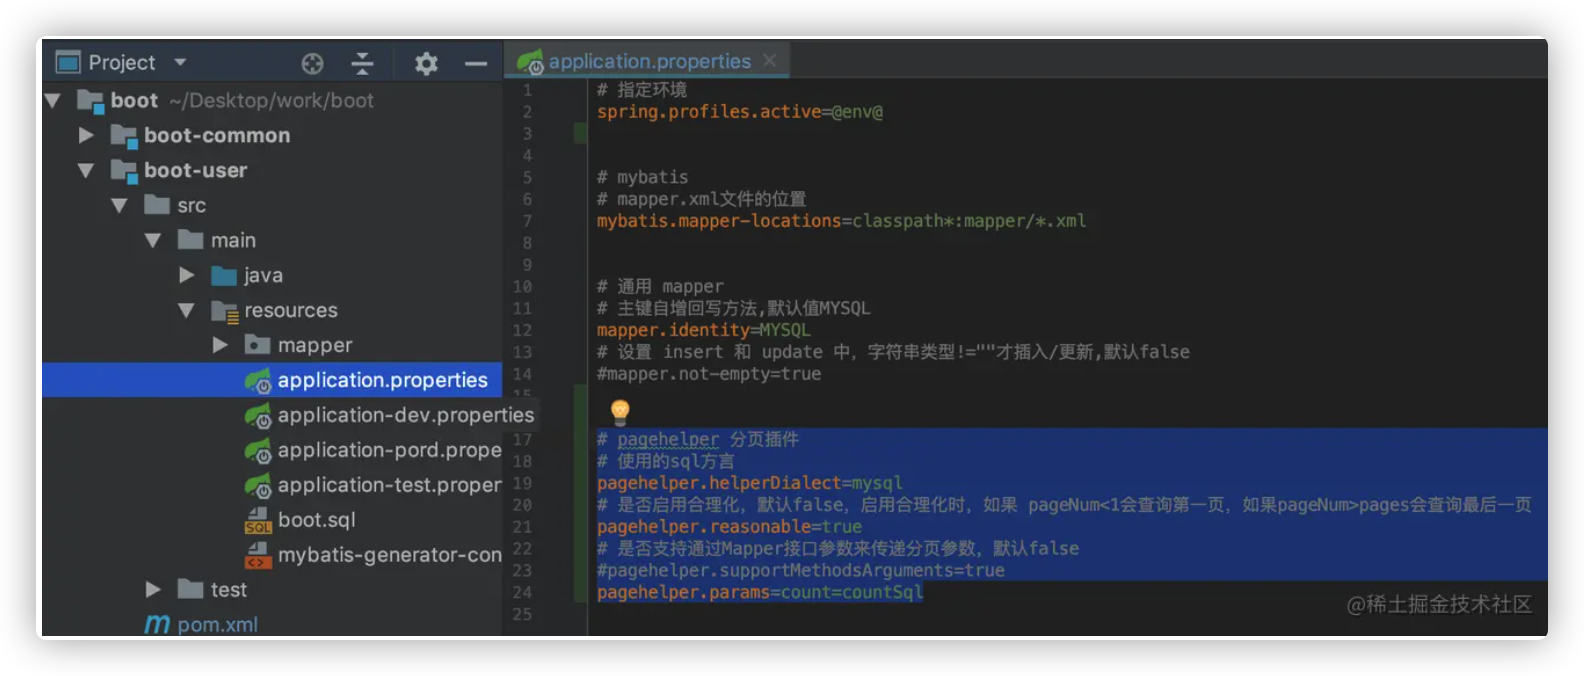 Project
application.properties
boot ~/Desktop/work/boot
boot-common
boot-user
src
main
java
resources
mapper
application.properties
application-dev.properties
application-pord.prope
application-test.proper
boot.sql
mybatis-generator-con
test
pom.xml
1 # 指定环境
2 spring.profiles.active=@env@
3
4
5 # mybatis
6 # mapper.xml文件的位置
7 mybatis.mapper-locations=classpath*:mapper/*.xml
8
9
10 # 通用 mapper
11 # 主键自增回写方法,默认值MYSQL
12 mapper.identity=MYSQL
13 # 设置 insert 和 update 中，字符串类型!=""才插入/更新,默认false
14 #mapper.not-empty=true
15
17 # pagehelper 分页插件
18 # 使用的sql方言
19 pagehelper.helperDialect=mysql
20 # 是否启用合理化，默认false，启用合理化时，如果 pageNum<1会查询第一页，如果pageNum>pages会查询最后一页
21 pagehelper.reasonable=true
22 # 是否支持通过Mapper接口参数来传递分页参数，默认false
23 #pagehelper.supportMethodsArguments=true
24 pagehelper.params=count=countSql
25
@稀土掘金技术社区